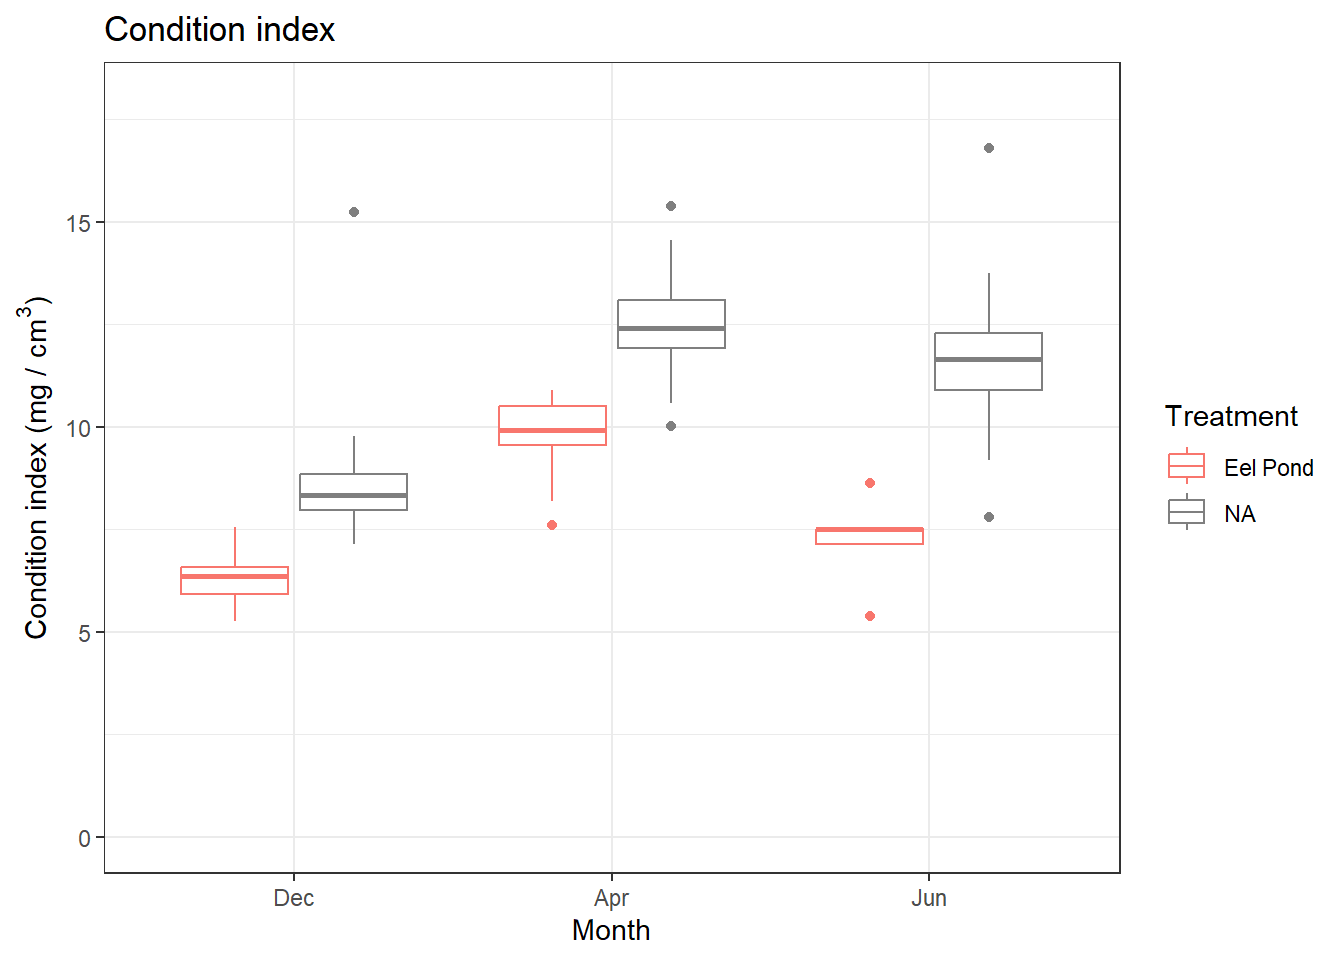 Condition index
Condition index (mg / cm³)
15
10
5
0
Dec Apr Jun
Month
Treatment
Eel Pond
NA